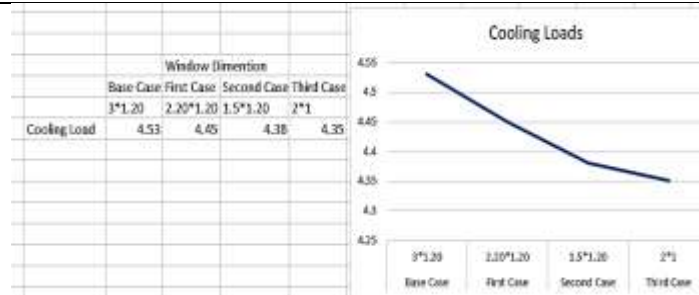 Window Dimention
Base Case First Case Second Case Third Case
3*1.20 2.20*1.20 1.5*1.20 2*1
Cooling Load 4.53 4.45 4.38 4.35
Cooling Loads
4.55
4.5
4.45
4.4
4.35
4.3
4.25
3*1.20 2.20*1.20 1.5*1.20 2*1
Base Case First Case Second Case Third Case